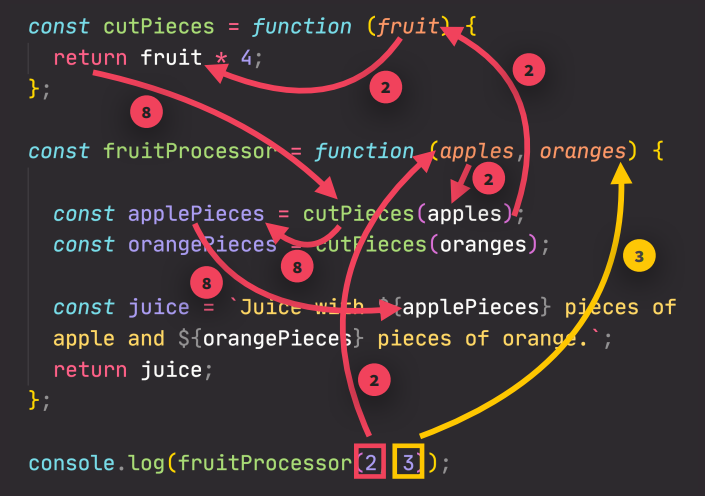 const cutPieces = function (fruit) {
2
return fruit * 4;
2
};
8
const fruitProcessor = function (apples, oranges) {
2
const applePieces = cutPieces(apples);
const orangePieces = cutPieces(oranges);
3
8
8
const juice = `Juice with ${applePieces} pieces of
apple and ${orangePieces} pieces of orange.`;
return juice;
2
};
console.log(fruitProcessor(2 3));